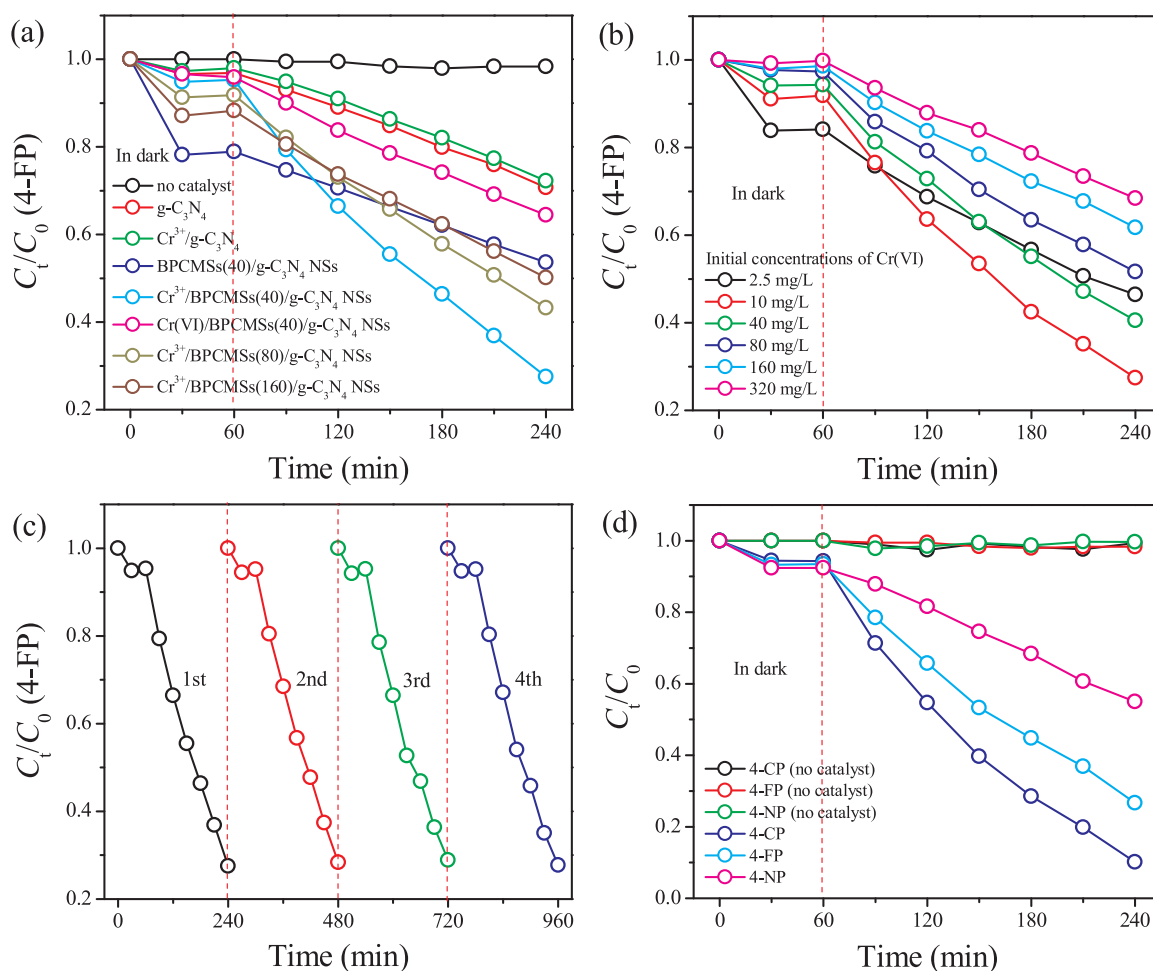 (a)
1.0
0.8
0.6
0.4
0.2
C_t/C_0 (4-FP)
In dark
no catalyst
g-C₃N₄
Cr³⁺/g-C₃N₄
BPCMSs(40)/g-C₃N₄ NSs
Cr³⁺/BPCMSs(40)/g-C₃N₄ NSs
Cr(VI)/BPCMSs(40)/g-C₃N₄ NSs
Cr³⁺/BPCMSs(80)/g-C₃N₄ NSs
Cr³⁺/BPCMSs(160)/g-C₃N₄ NSs
0 60 120 180 240
Time (min)
(b)
1.0
0.8
0.6
0.4
0.2
C_t/C_0 (4-FP)
In dark
Initial concentrations of Cr(VI)
2.5 mg/L
10 mg/L
40 mg/L
80 mg/L
160 mg/L
320 mg/L
0 60 120 180 240
Time (min)
(c)
1.0
0.8
0.6
0.4
0.2
C_t/C_0 (4-FP)
1st 2nd 3rd 4th
0 240 480 720 960
Time (min)
(d)
1.0
0.8
0.6
0.4
0.2
0.0
C_t/C_0
In dark
4-CP (no catalyst)
4-FP (no catalyst)
4-NP (no catalyst)
4-CP
4-FP
4-NP
0 60 120 180 240
Time (min)